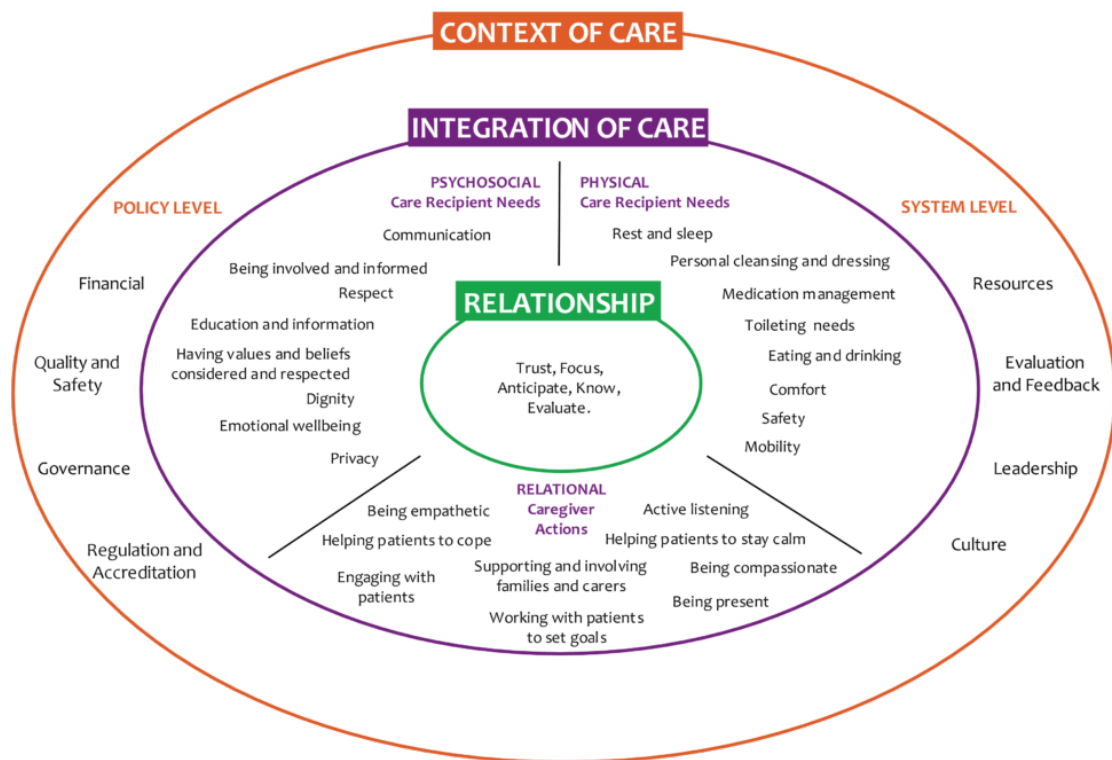 CONTEXT OF CARE
INTEGRATION OF CARE
POLICY LEVEL
Financial
Quality and
Safety
Governance
Regulation and
Accreditation
PSYCHOSOCIAL
Care Recipient Needs
Communication
Being involved and informed
Respect
Education and information
Having values and beliefs
considered and respected
Dignity
Emotional wellbeing
Privacy
PHYSICAL
Care Recipient Needs
Rest and sleep
Personal cleansing and dressing
Medication management
Toileting needs
Eating and drinking
Comfort
Safety
Mobility
SYSTEM LEVEL
Resources
Evaluation
and Feedback
Leadership
Culture
RELATIONSHIP
Trust, Focus,
Anticipate, Know,
Evaluate.
RELATIONAL
Caregiver
Actions
Being empathetic
Helping patients to cope
Engaging with
patients
Supporting and involving
families and carers
Working with patients
to set goals
Active listening
Helping patients to stay calm
Being compassionate
Being present